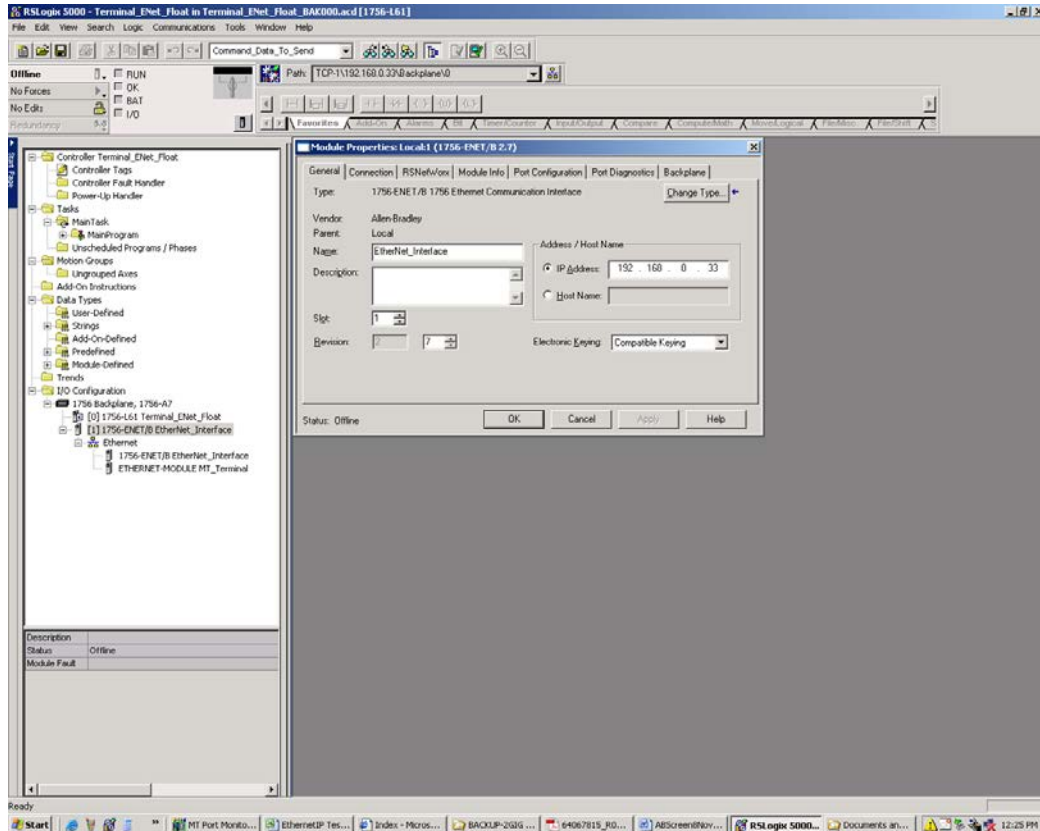 RSLogix 5000 - Terminal_ENet_Float in Terminal_ENet_Float_BAK000.acd [1756-L61]
File Edit View Search Logic Communications Tools Window Help
Command_Data_To_Send
Offline
RUN
Path: TCP-1\192.168.0.33\Backplane\0
No Forces
OK
BAT
No Edits
I/O
Redundancy
Favorites Add-On Alarms Bit Timer/Counter Input/Output Compare Compute/Math Move/Logical File/Misc. File/Shift S
Start Page
Controller Terminal_ENet_Float
Controller Tags
Controller Fault Handler
Power-Up Handler
Tasks
MainTask
MainProgram
Unscheduled Programs / Phases
Motion Groups
Ungrouped Axes
Add-On Instructions
Data Types
User-Defined
Strings
Add-On-Defined
Predefined
Module-Defined
Trends
I/O Configuration
1756 Backplane, 1756-A7
[0] 1756-L61 Terminal_ENet_Float
[1] 1756-ENET/B EtherNet_Interface
Ethernet
1756-ENET/B EtherNet_Interface
ETHERNET-MODULE MT_Terminal
Module Properties: Local:1 (1756-ENET/B 2.7)
General Connection RSNetWorx Module Info Port Configuration Port Diagnostics Backplane
Type: 1756-ENET/B 1756 Ethernet Communication Interface
Change Type...
Vendor: Allen-Bradley
Parent: Local
Name: EtherNet_Interface
Address / Host Name
IP Address: 192 . 168 . 0 . 33
Description:
Host Name:
Slot: 1
Revision: 2 7
Electronic Keying: Compatible Keying
Status: Offline
OK Cancel Apply Help
Description
Status Offline
Module Fault
Ready
Start
MT Port Monito...
EthernetIP Tes...
Index - Micros...
BACKUP-2GIG ...
64067815_R0...
ABScreen8Nov...
RSLogix 5000...
Documents an...
12:25 PM